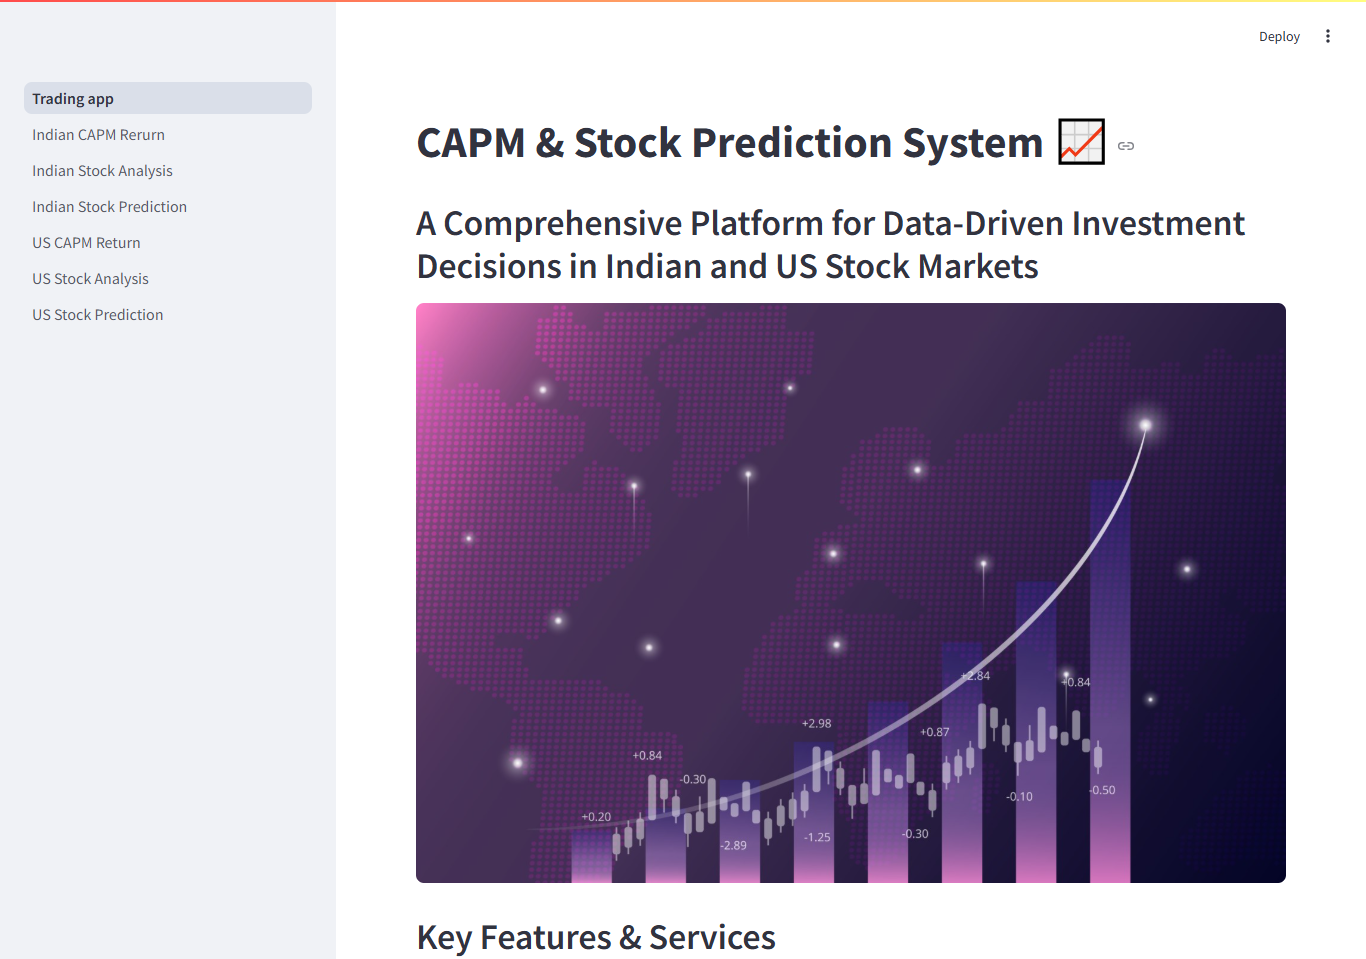 Deploy
Trading app
Indian CAPM Rerurn
Indian Stock Analysis
Indian Stock Prediction
US CAPM Return
US Stock Analysis
US Stock Prediction
CAPM & Stock Prediction System
A Comprehensive Platform for Data-Driven Investment
Decisions in Indian and US Stock Markets
+2.84
+0.84
+2.98
+0.87
+0.84
-0.30
-0.50
-0.10
+0.20
-0.30
-1.25
-2.89
Key Features & Services